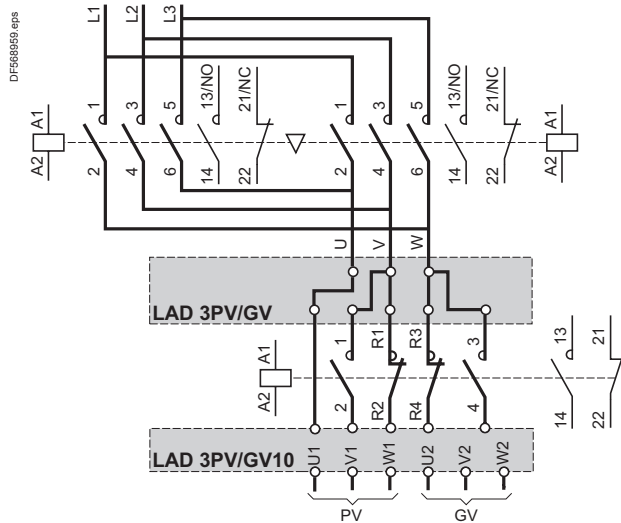 DF568959.eps
L1 L2 L3
A1 1 3 5 13/NO 21/NC 1 3 5 13/NO 21/NC A1
A2 2 4 6 14 22 2 4 6 14 22 A2
U V W
LAD 3PV/GV
A1 1 R1 R3 3 13 21
A2 2 R2 R4 4 14 22
LAD 3PV/GV10 U1 V1 W1 U2 V2 W2
PV GV